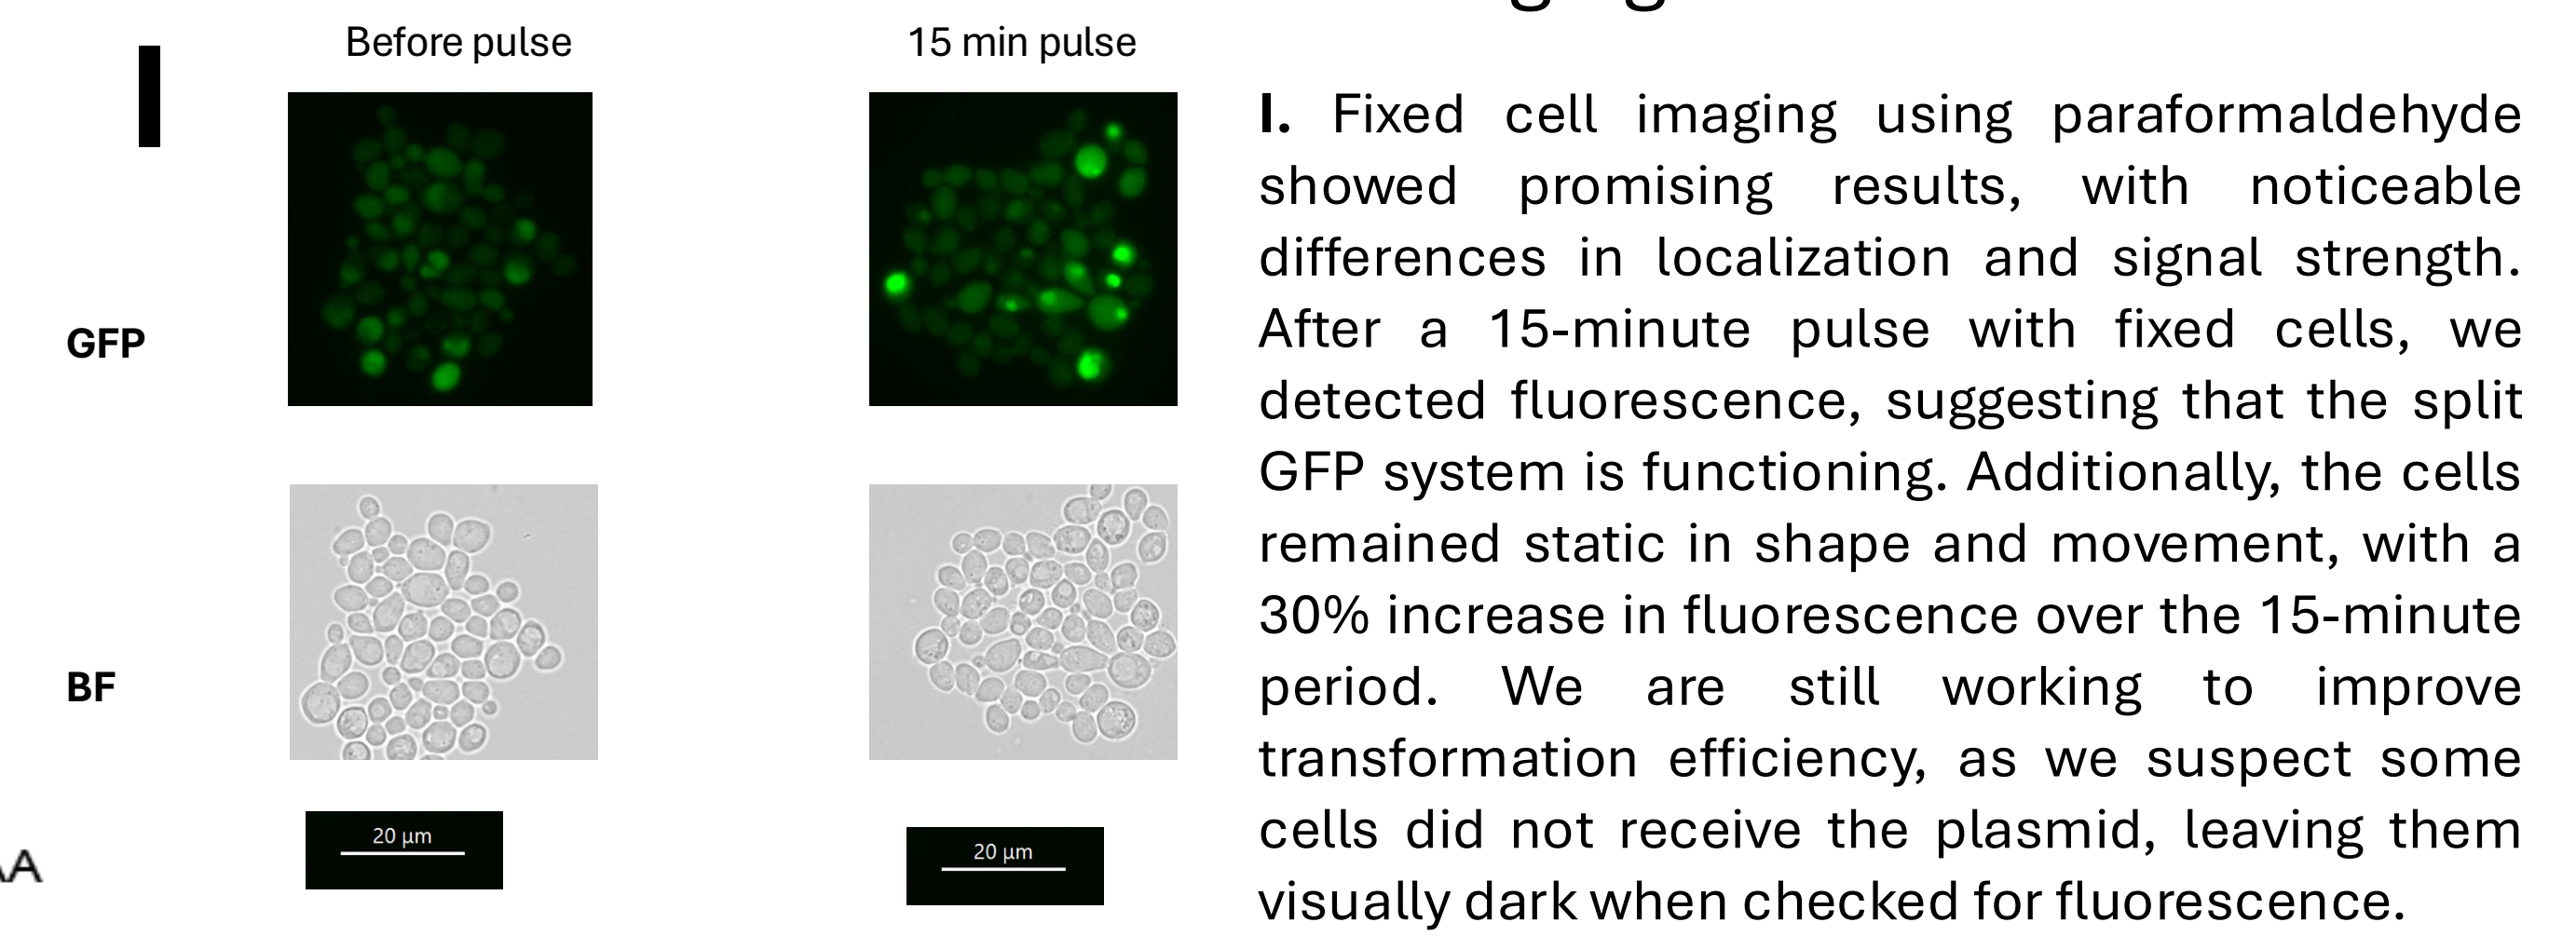 Before pulse
15 min pulse
I
GFP
BF
20 µm
20 µm
I. Fixed cell imaging using paraformaldehyde
showed promising results, with noticeable
differences in localization and signal strength.
After a 15-minute pulse with fixed cells, we
detected fluorescence, suggesting that the split
GFP system is functioning. Additionally, the cells
remained static in shape and movement, with a
30% increase in fluorescence over the 15-minute
period. We are still working to improve
transformation efficiency, as we suspect some
cells did not receive the plasmid, leaving them
visually dark when checked for fluorescence.